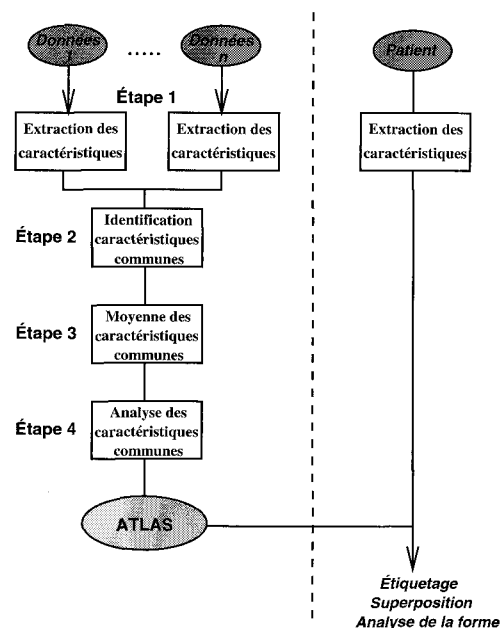 Données
1
.....
Données
n
Patient
Étape 1
Extraction des
caractéristiques
Extraction des
caractéristiques
Extraction des
caractéristiques
Étape 2
Identification
caractéristiques
communes
Étape 3
Moyenne des
caractéristiques
communes
Étape 4
Analyse des
caractéristiques
communes
ATLAS
Étiquetage
Superposition
Analyse de la forme